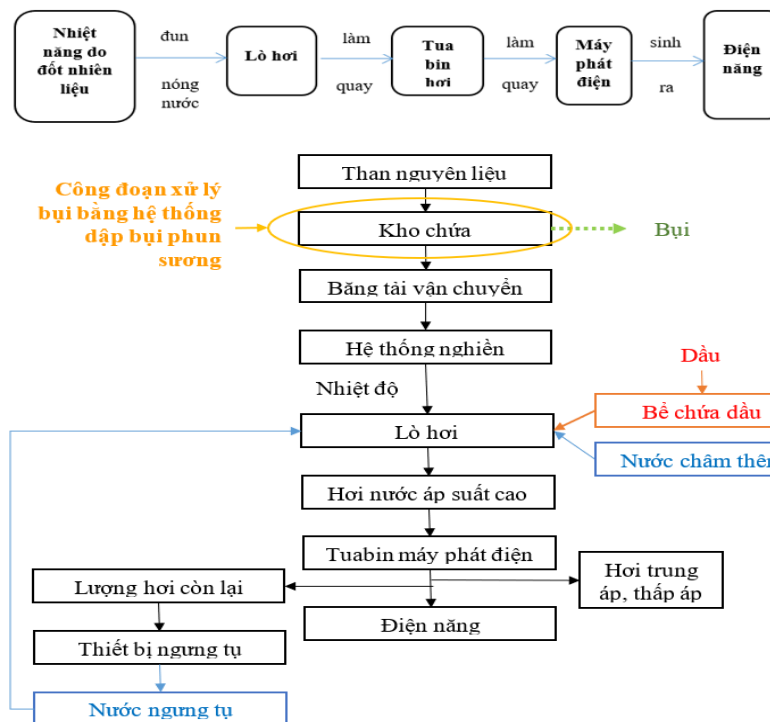 Nhiệt
năng do
đốt nhiên
liệu
đun
nóng
nước
Lò hơi
làm
quay
Tua
bin
hơi
làm
quay
Máy
phát
điện
sinh
ra
Điện
năng
Than nguyên liệu
Công đoạn xử lý
bụi bằng hệ thống
dập bụi phun
sương
Kho chứa
Bụi
Băng tải vận chuyển
Hệ thống nghiền
Dầu
Nhiệt độ
Bể chứa dầu
Lò hơi
Nước châm thêm
Hơi nước áp suất cao
Tuabin máy phát điện
Lượng hơi còn lại
Hơi trung
áp, thấp áp
Điện năng
Thiết bị ngưng tụ
Nước ngưng tụ